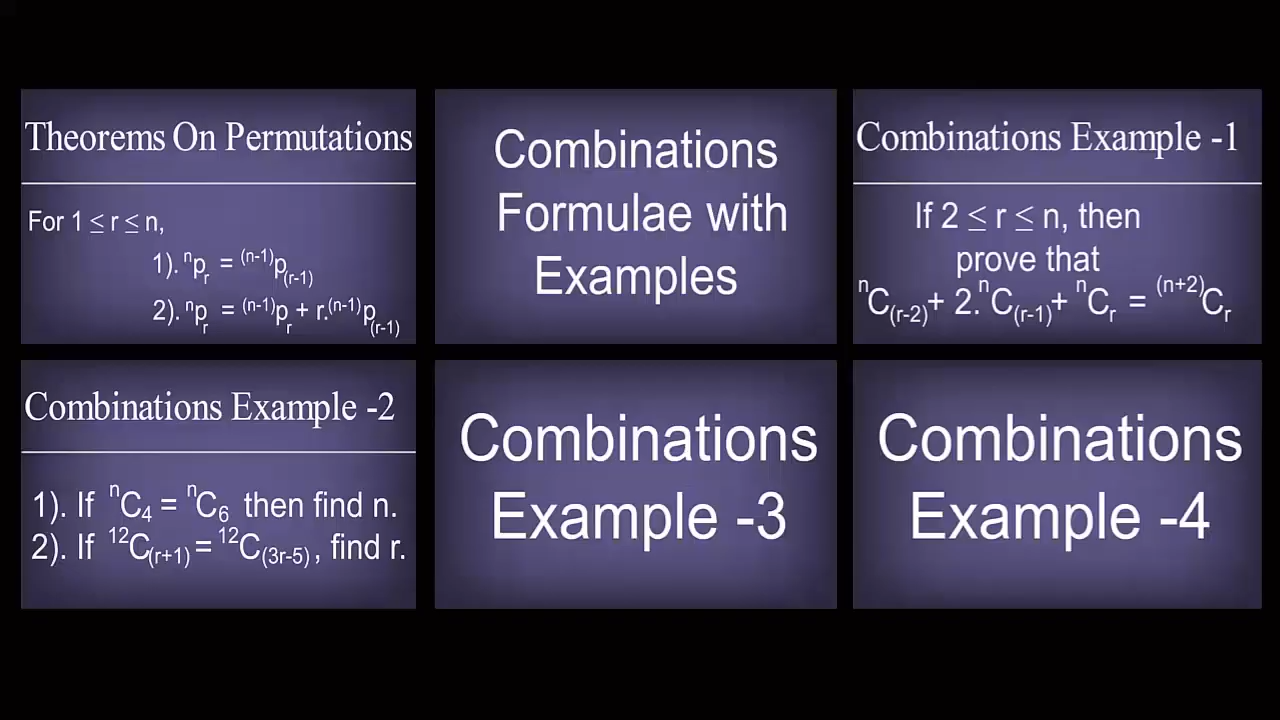 Theorems On Permutations
For 1 ≤ r ≤ n,
1). ⁿpᵣ = ⁽ⁿ⁻¹⁾p₍ᵣ₋₁₎
2). ⁿpᵣ = ⁽ⁿ⁻¹⁾pᵣ + r.⁽ⁿ⁻¹⁾p₍ᵣ₋₁₎
Combinations
Formulae with
Examples
Combinations Example -1
If 2 ≤ r ≤ n, then
prove that
ⁿC₍ᵣ₋₂₎+ 2.ⁿC₍ᵣ₋₁₎+ ⁿCᵣ = ⁽ⁿ⁺²⁾Cᵣ
Combinations Example -2
1). If ⁿC₄ = ⁿC₆ then find n.
2). If ¹²C₍ᵣ₊₁₎ = ¹²C₍₃ᵣ₋₅₎, find r.
Combinations
Example -3
Combinations
Example -4